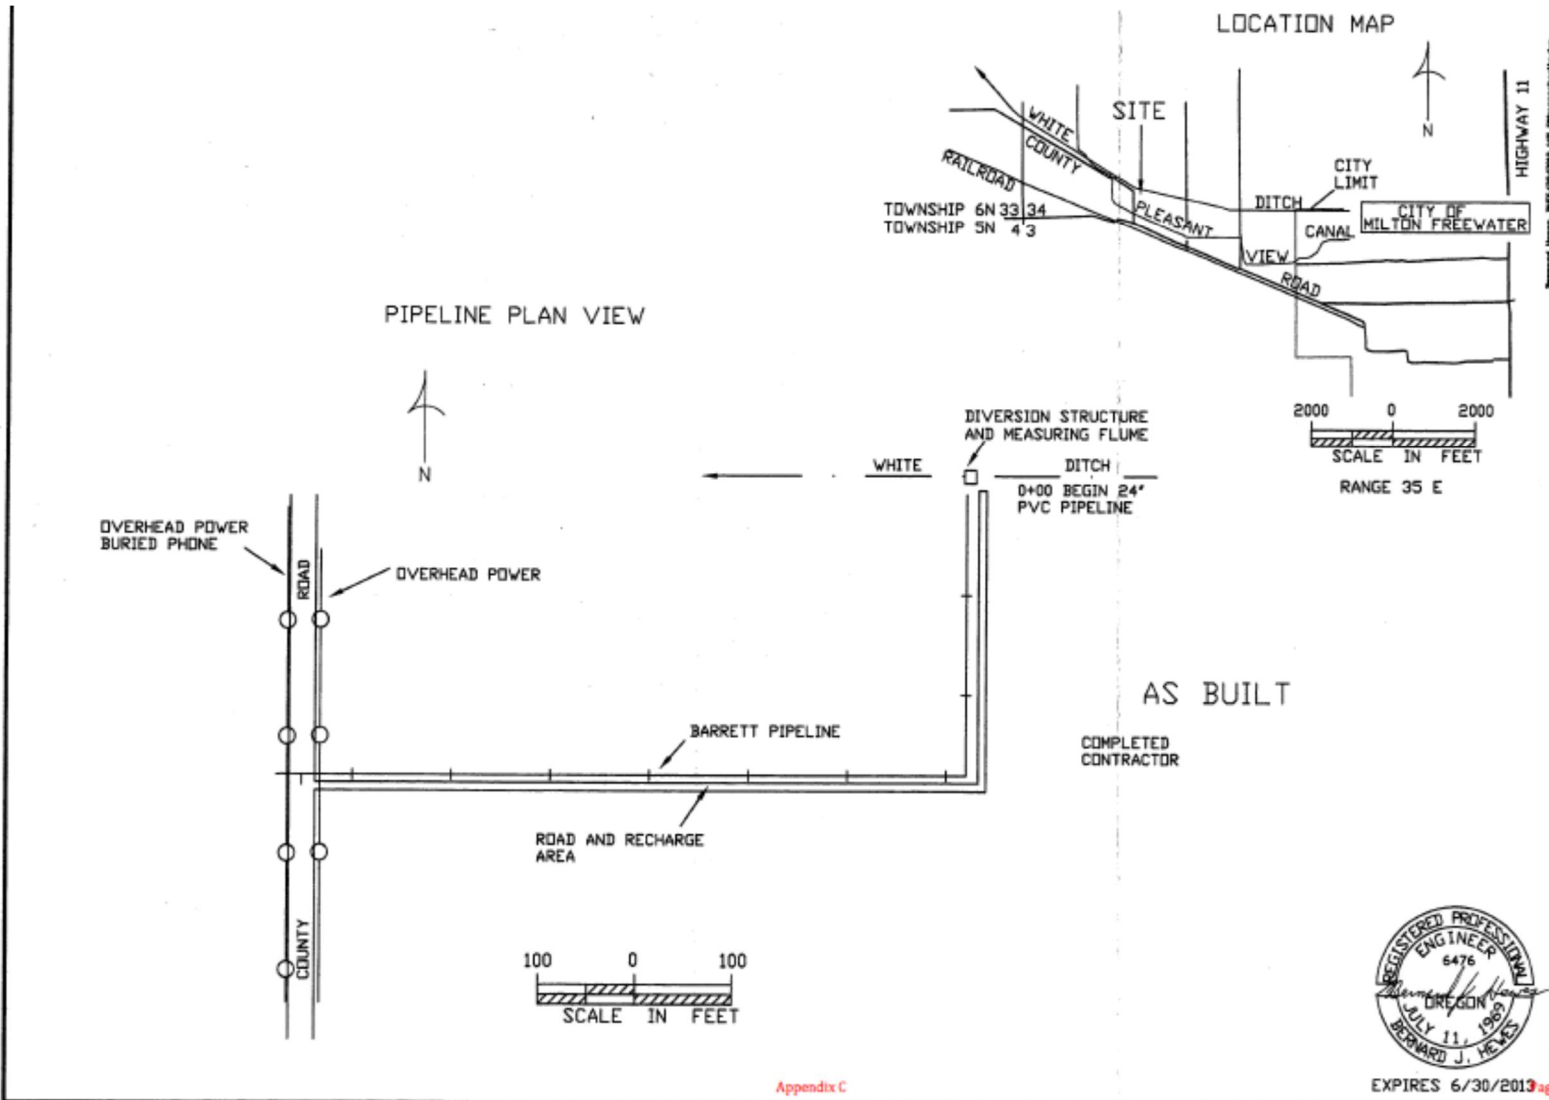 LOCATION MAP
N
HIGHWAY 11
SITE
WHITE
COUNTY
RAILROAD
CITY
LIMIT
DITCH
CITY OF
MILTON FREEWATER
TOWNSHIP 6N 33 34
TOWNSHIP 5N 4 3
PLEASANT
CANAL
VIEW
ROAD
2000 0 2000
SCALE IN FEET
RANGE 35 E
PIPELINE PLAN VIEW
N
DIVERSION STRUCTURE
AND MEASURING FLUME
WHITE
DITCH
0+00 BEGIN 24"
PVC PIPELINE
OVERHEAD POWER
BURIED PHONE
ROAD
OVERHEAD POWER
AS BUILT
BARRETT PIPELINE
COMPLETED
CONTRACTOR
ROAD AND RECHARGE
AREA
COUNTY
100 0 100
SCALE IN FEET
REGISTERED PROFESSIONAL
ENGINEER
6476
OREGON
JULY 11, 1969
BERNARD J. HEWES
EXPIRES 6/30/2013
Appendix C